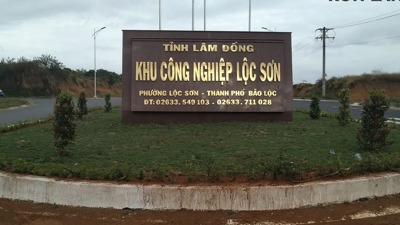 TỈNH LÂM ĐỒNG
KHU CÔNG NGHIỆP LỘC SƠN
PHƯỜNG LỘC SƠN - THÀNH PHỐ BẢO LỘC
ĐT: 02633.549 103 - 02633.711 028